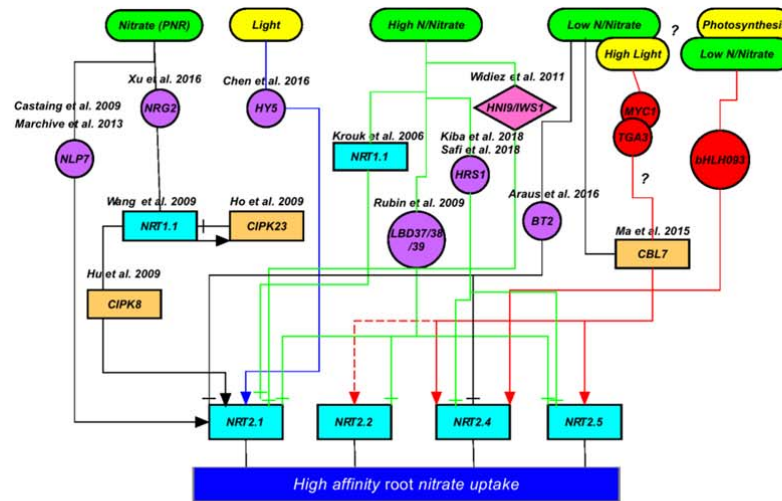 Nitrate (PNR)
Light
High N/Nitrate
Low N/Nitrate
?
Photosynthesi
High Light
Low N/Nitrate
Xu et al. 2016
Chen et al. 2016
Widiez et al. 2011
Castaing et al. 2009
Marchive et al. 2013
NRG2
HY5
HNI9/IWS1
MYC1
TGA3
Krouk et al. 2006
Kiba et al. 2018
Safi et al. 2018
NLP7
NRT1.1
HRS1
bHLH093
?
Wang et al. 2009
Ho et al. 2009
Rubin et al. 2009
Araus et al. 2016
NRT1.1
CIPK23
LBD37/38
/39
BT2
Ma et al. 2015
CBL7
Hu et al. 2009
CIPK8
NRT2.1
NRT2.2
NRT2.4
NRT2.5
High affinity root nitrate uptake